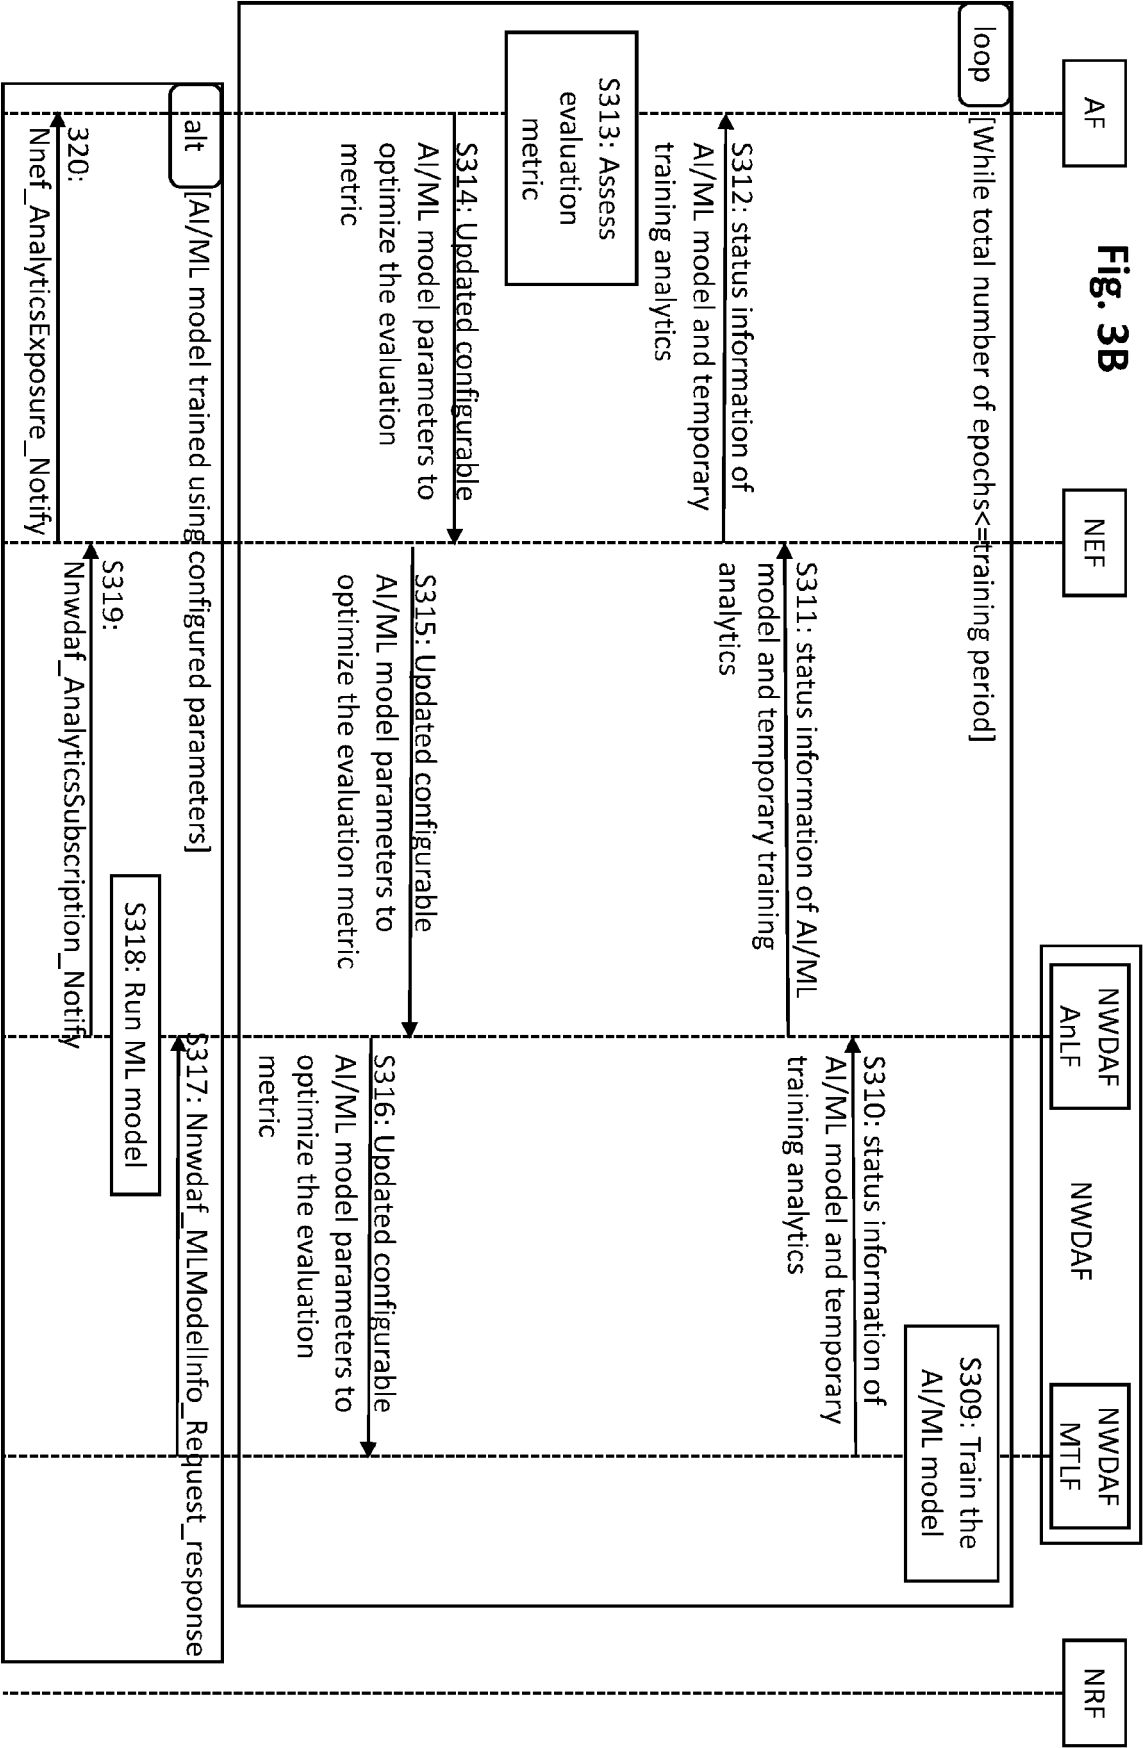 Fig. 3B
AF
NEF
NWDAF
AnLF
NWDAF
NWDAF
MTLF
NRF
loop
[While total number of epochs<=training period]
S309: Train the
AI/ML model
S310: status information of
AI/ML model and temporary
training analytics
S311: status information of AI/ML
model and temporary training
analytics
S312: status information of
AI/ML model and temporary
training analytics
S313: Assess
evaluation
metric
S314: Updated configurable
AI/ML model parameters to
optimize the evaluation
metric
S315: Updated configurable
AI/ML model parameters to
optimize the evaluation metric
S316: Updated configurable
AI/ML model parameters to
optimize the evaluation
metric
alt
[AI/ML model trained using configured parameters]
S317: Nnwdaf_MLModelInfo_Request_response
S318: Run ML model
S319:
Nnwdaf_AnalyticsSubscription_Notify
320:
Nnef_AnalyticsExposure_Notify